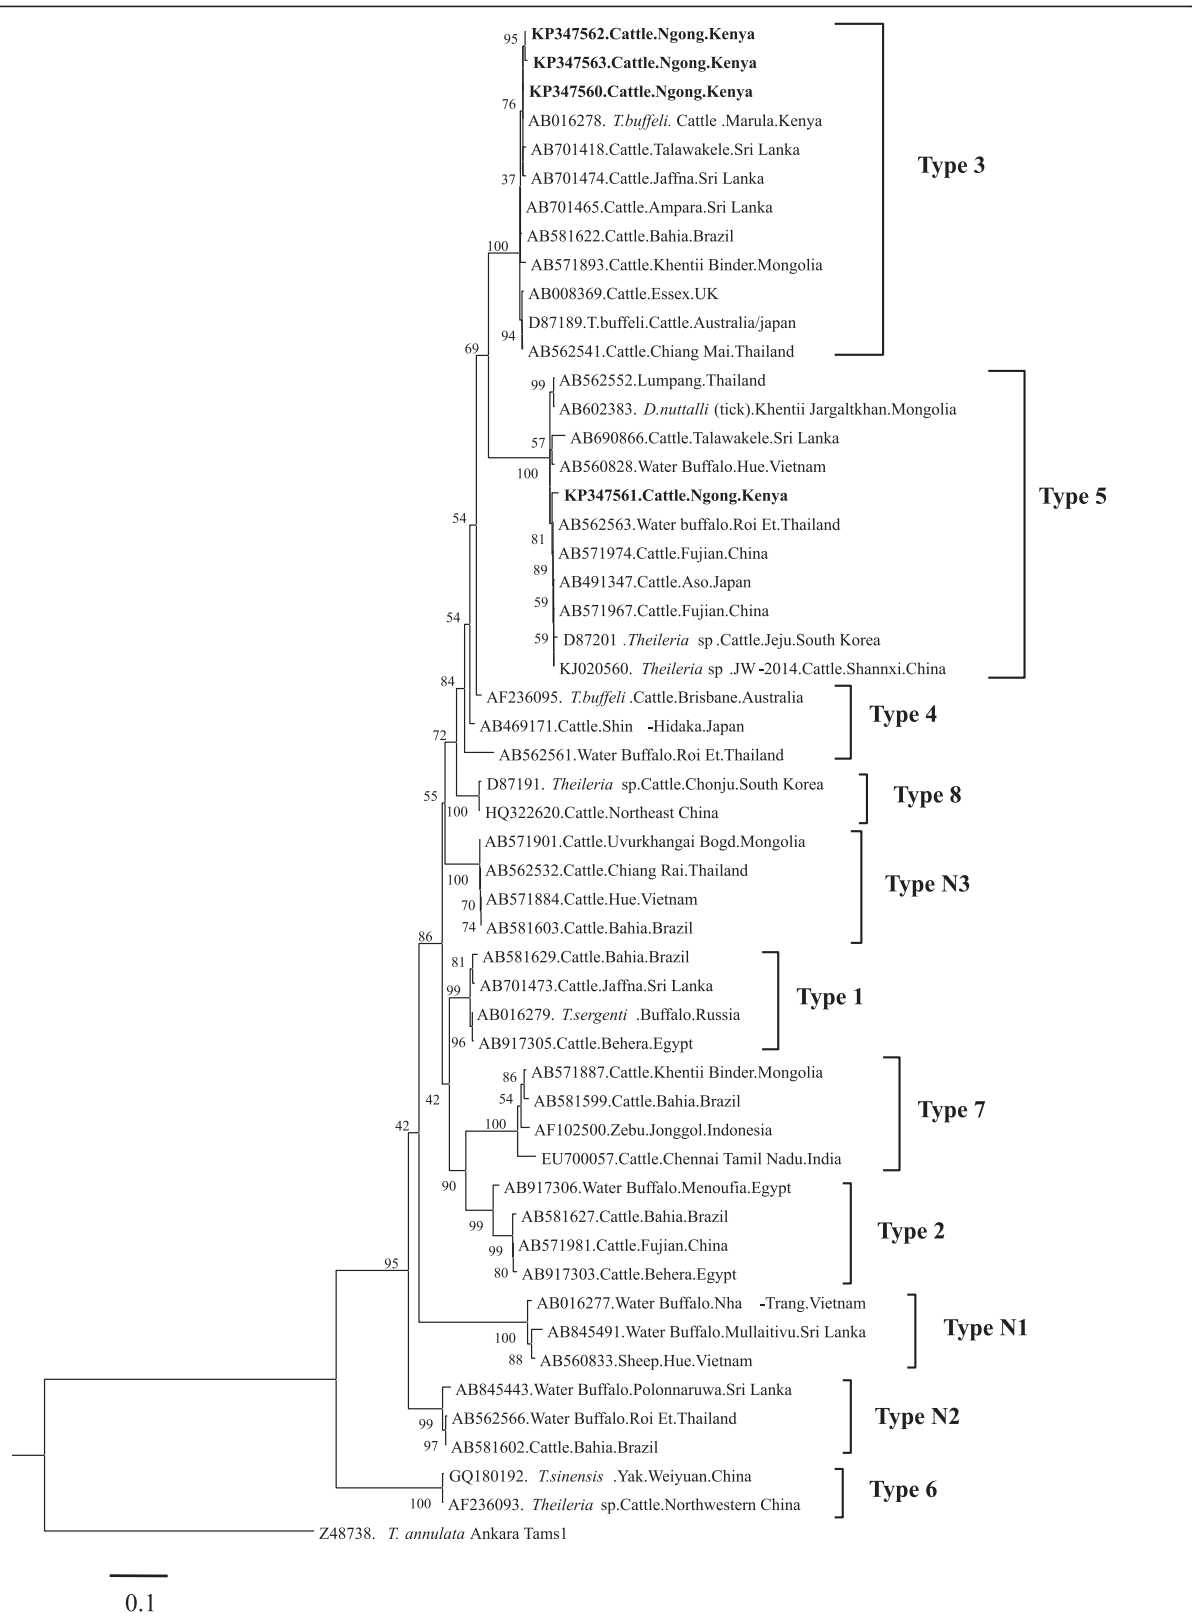 95
KP347562.Cattle.Ngong.Kenya
KP347563.Cattle.Ngong.Kenya
KP347560.Cattle.Ngong.Kenya
76
AB016278. T.buffeli. Cattle .Marula.Kenya
AB701418.Cattle.Talawakele.Sri Lanka
Type 3
37
AB701474.Cattle.Jaffna.Sri Lanka
AB701465.Cattle.Ampara.Sri Lanka
AB581622.Cattle.Bahia.Brazil
100
AB571893.Cattle.Khentii Binder.Mongolia
AB008369.Cattle.Essex.UK
D87189.T.buffeli.Cattle.Australia/japan
94
AB562541.Cattle.Chiang Mai.Thailand
69
99
AB562552.Lumpang.Thailand
AB602383. D.nuttalli (tick).Khentii Jargaltkhan.Mongolia
57
AB690866.Cattle.Talawakele.Sri Lanka
100
AB560828.Water Buffalo.Hue.Vietnam
KP347561.Cattle.Ngong.Kenya
Type 5
54
AB562563.Water buffalo.Roi Et.Thailand
81
AB571974.Cattle.Fujian.China
89
AB491347.Cattle.Aso.Japan
59
AB571967.Cattle.Fujian.China
54
59
D87201 .Theileria sp .Cattle.Jeju.South Korea
KJ020560. Theileria sp .JW -2014.Cattle.Shannxi.China
84
AF236095. T.buffeli .Cattle.Brisbane.Australia
Type 4
AB469171.Cattle.Shin -Hidaka.Japan
72
AB562561.Water Buffalo.Roi Et.Thailand
D87191. Theileria sp.Cattle.Chonju.South Korea
Type 8
55
100
HQ322620.Cattle.Northeast China
AB571901.Cattle.Uvurkhangai Bogd.Mongolia
AB562532.Cattle.Chiang Rai.Thailand
100
Type N3
70
AB571884.Cattle.Hue.Vietnam
74
AB581603.Cattle.Bahia.Brazil
86
81
AB581629.Cattle.Bahia.Brazil
99
AB701473.Cattle.Jaffna.Sri Lanka
Type 1
AB016279. T.sergenti .Buffalo.Russia
96
AB917305.Cattle.Behera.Egypt
86
AB571887.Cattle.Khentii Binder.Mongolia
42
54
AB581599.Cattle.Bahia.Brazil
Type 7
42
100
AF102500.Zebu.Jonggol.Indonesia
EU700057.Cattle.Chennai Tamil Nadu.India
90
AB917306.Water Buffalo.Menoufia.Egypt
99
AB581627.Cattle.Bahia.Brazil
Type 2
99
AB571981.Cattle.Fujian.China
95
80
AB917303.Cattle.Behera.Egypt
AB016277.Water Buffalo.Nha -Trang.Vietnam
100
AB845491.Water Buffalo.Mullaitivu.Sri Lanka
Type N1
88
AB560833.Sheep.Hue.Vietnam
AB845443.Water Buffalo.Polonnaruwa.Sri Lanka
99
AB562566.Water Buffalo.Roi Et.Thailand
Type N2
97
AB581602.Cattle.Bahia.Brazil
GQ180192. T.sinensis .Yak.Weiyuan.China
Type 6
100
AF236093. Theileria sp.Cattle.Northwestern China
Z48738. T. annulata Ankara Tams1
0.1